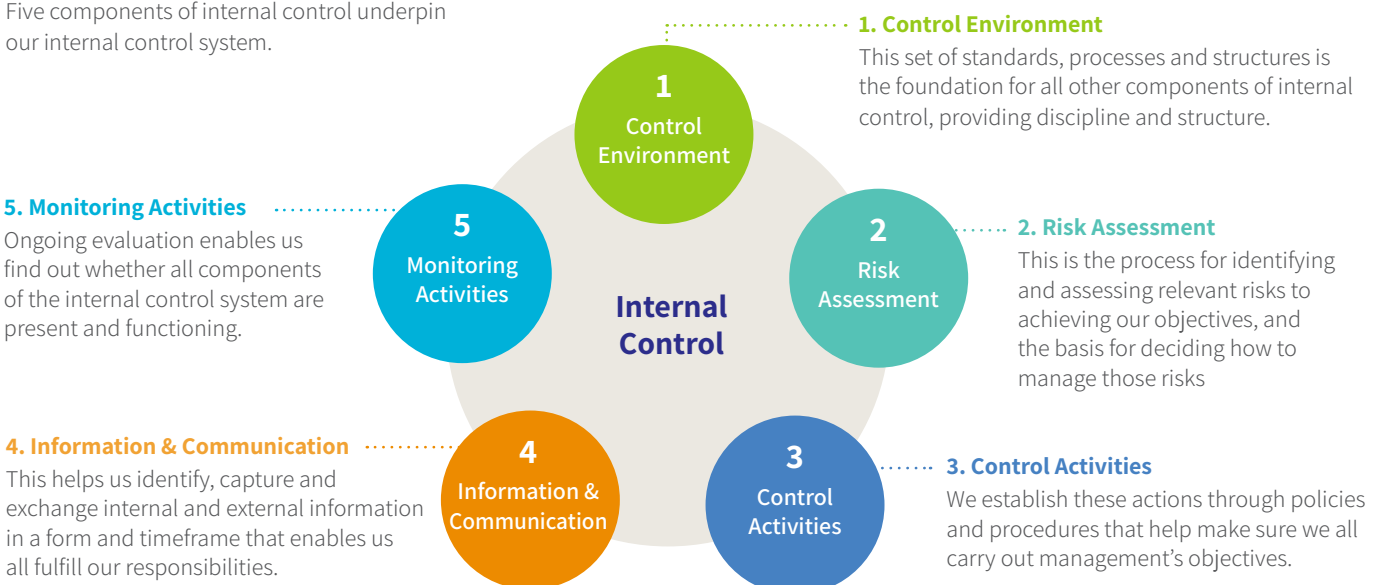 Five components of internal control underpin
our internal control system.
1. Control Environment
This set of standards, processes and structures is
the foundation for all other components of internal
control, providing discipline and structure.
1
Control
Environment
5. Monitoring Activities
Ongoing evaluation enables us
find out whether all components
of the internal control system are
present and functioning.
5
Monitoring
Activities
2
Risk
Assessment
2. Risk Assessment
This is the process for identifying
and assessing relevant risks to
achieving our objectives, and
the basis for deciding how to
manage those risks
Internal
Control
4. Information & Communication
This helps us identify, capture and
exchange internal and external information
in a form and timeframe that enables us
all fulfill our responsibilities.
4
Information &
Communication
3
Control
Activities
3. Control Activities
We establish these actions through policies
and procedures that help make sure we all
carry out management’s objectives.